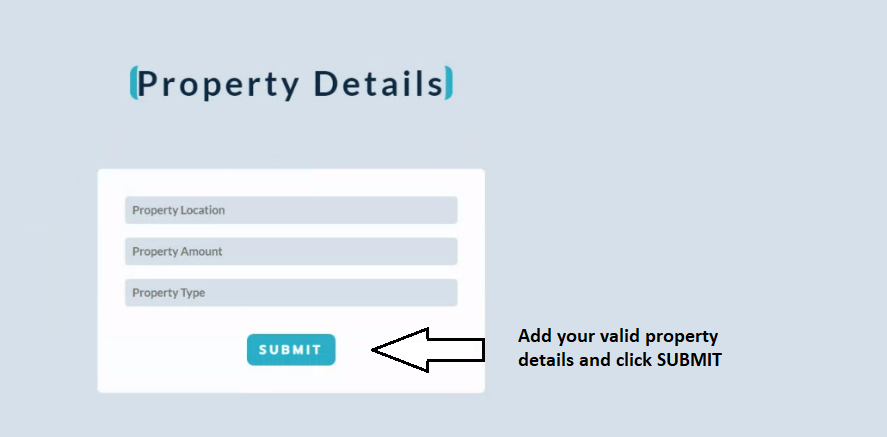 Property Details
Property Location
Property Amount
Property Type
SUBMIT
Add your valid property
details and click SUBMIT